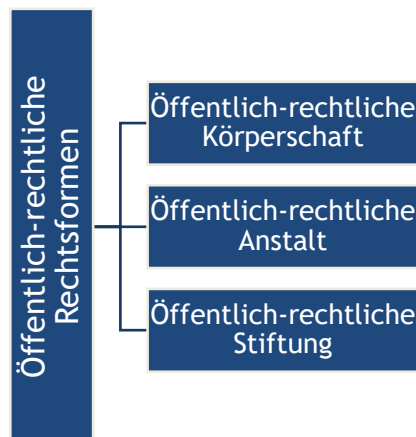 Öffentlich-rechtliche
Rechtsformen
Öffentlich-rechtliche
Körperschaft
Öffentlich-rechtliche
Anstalt
Öffentlich-rechtliche
Stiftung